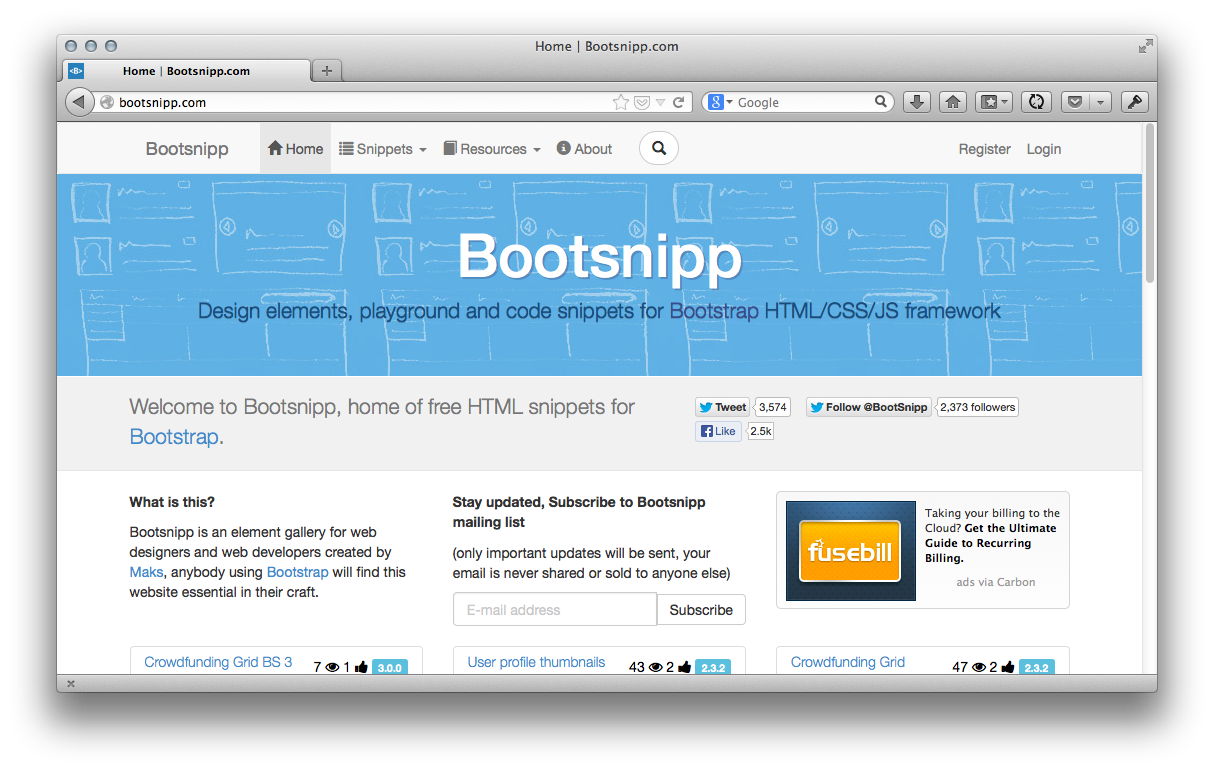 Home | Bootsnipp.com
<B> Home | Bootsnipp.com
bootsnipp.com
Google
Bootsnipp Home Snippets Resources About Register Login
Bootsnipp
Design elements, playground and code snippets for Bootstrap HTML/CSS/JS framework
Welcome to Bootsnipp, home of free HTML snippets for
Bootstrap.
Tweet 3,574 Follow @BootSnipp 2,373 followers
Like 2.5k
What is this?
Bootsnipp is an element gallery for web
designers and web developers created by
Maks, anybody using Bootstrap will find this
website essential in their craft.
Stay updated, Subscribe to Bootsnipp
mailing list
(only important updates will be sent, your
email is never shared or sold to anyone else)
E-mail address Subscribe
fusebill
Taking your billing to the
Cloud? Get the Ultimate
Guide to Recurring
Billing.
ads via Carbon
Crowdfunding Grid BS 3 7 1 3.0.0
User profile thumbnails 43 2 2.3.2
Crowdfunding Grid 47 2 2.3.2